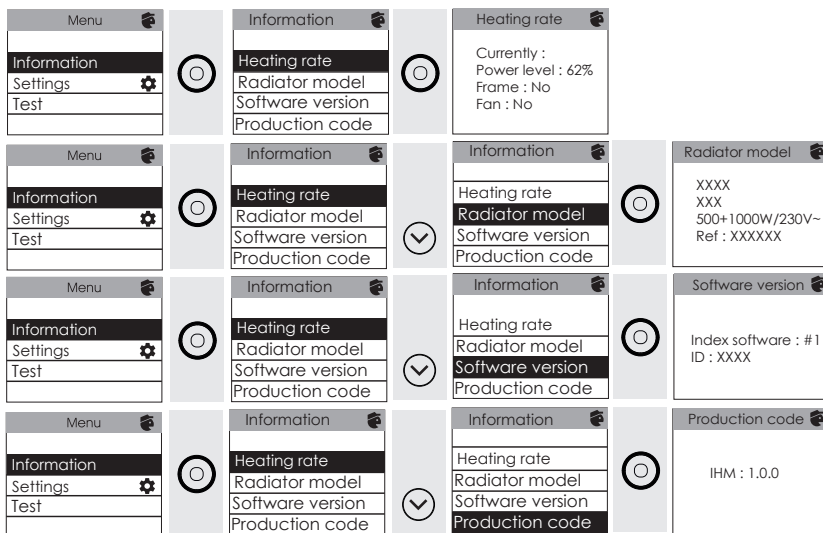 Menu
Information
Settings
Test
Information
Heating rate
Radiator model
Software version
Production code
Heating rate
Currently :
Power level : 62%
Frame : No
Fan : No
Menu
Information
Settings
Test
Information
Heating rate
Radiator model
Software version
Production code
Information
Heating rate
Radiator model
Software version
Production code
Radiator model
XXXX
XXX
500+1000W/230V~
Ref : XXXXXX
Menu
Information
Settings
Test
Information
Heating rate
Radiator model
Software version
Production code
Information
Heating rate
Radiator model
Software version
Production code
Software version
Index software : #1
ID : XXXX
Menu
Information
Settings
Test
Information
Heating rate
Radiator model
Software version
Production code
Information
Heating rate
Radiator model
Software version
Production code
Production code
IHM : 1.0.0